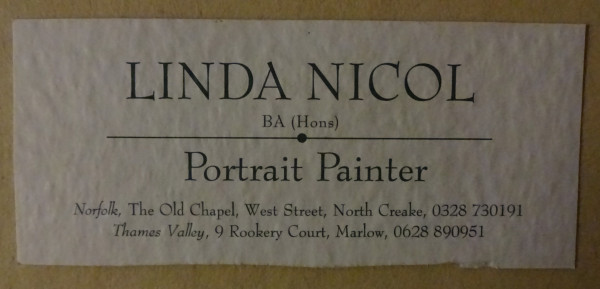 LINDA NICOL
BA (Hons)
Portrait Painter
Norfolk, The Old Chapel, West Street, North Creake, 0328 730191
Thames Valley, 9 Rookery Court, Marlow, 0628 890951